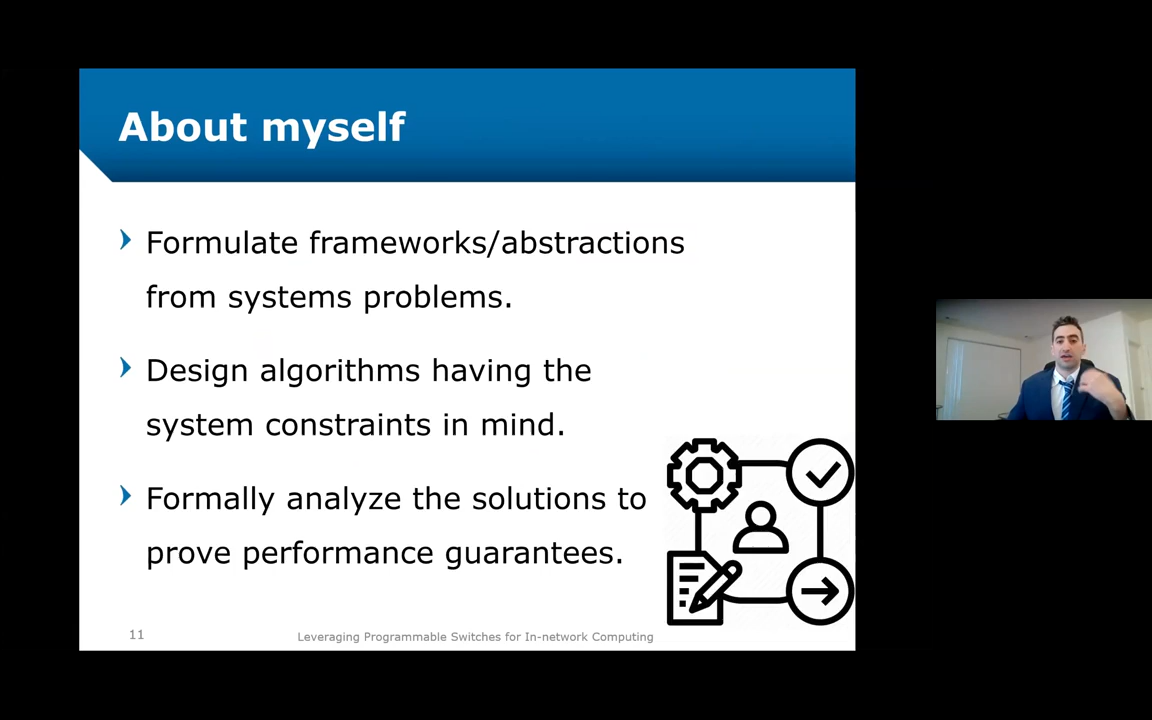 About myself
Formulate frameworks/abstractions
from systems problems.
Design algorithms having the
system constraints in mind.
Formally analyze the solutions to
prove performance guarantees.
11
Leveraging Programmable Switches for In-network Computing